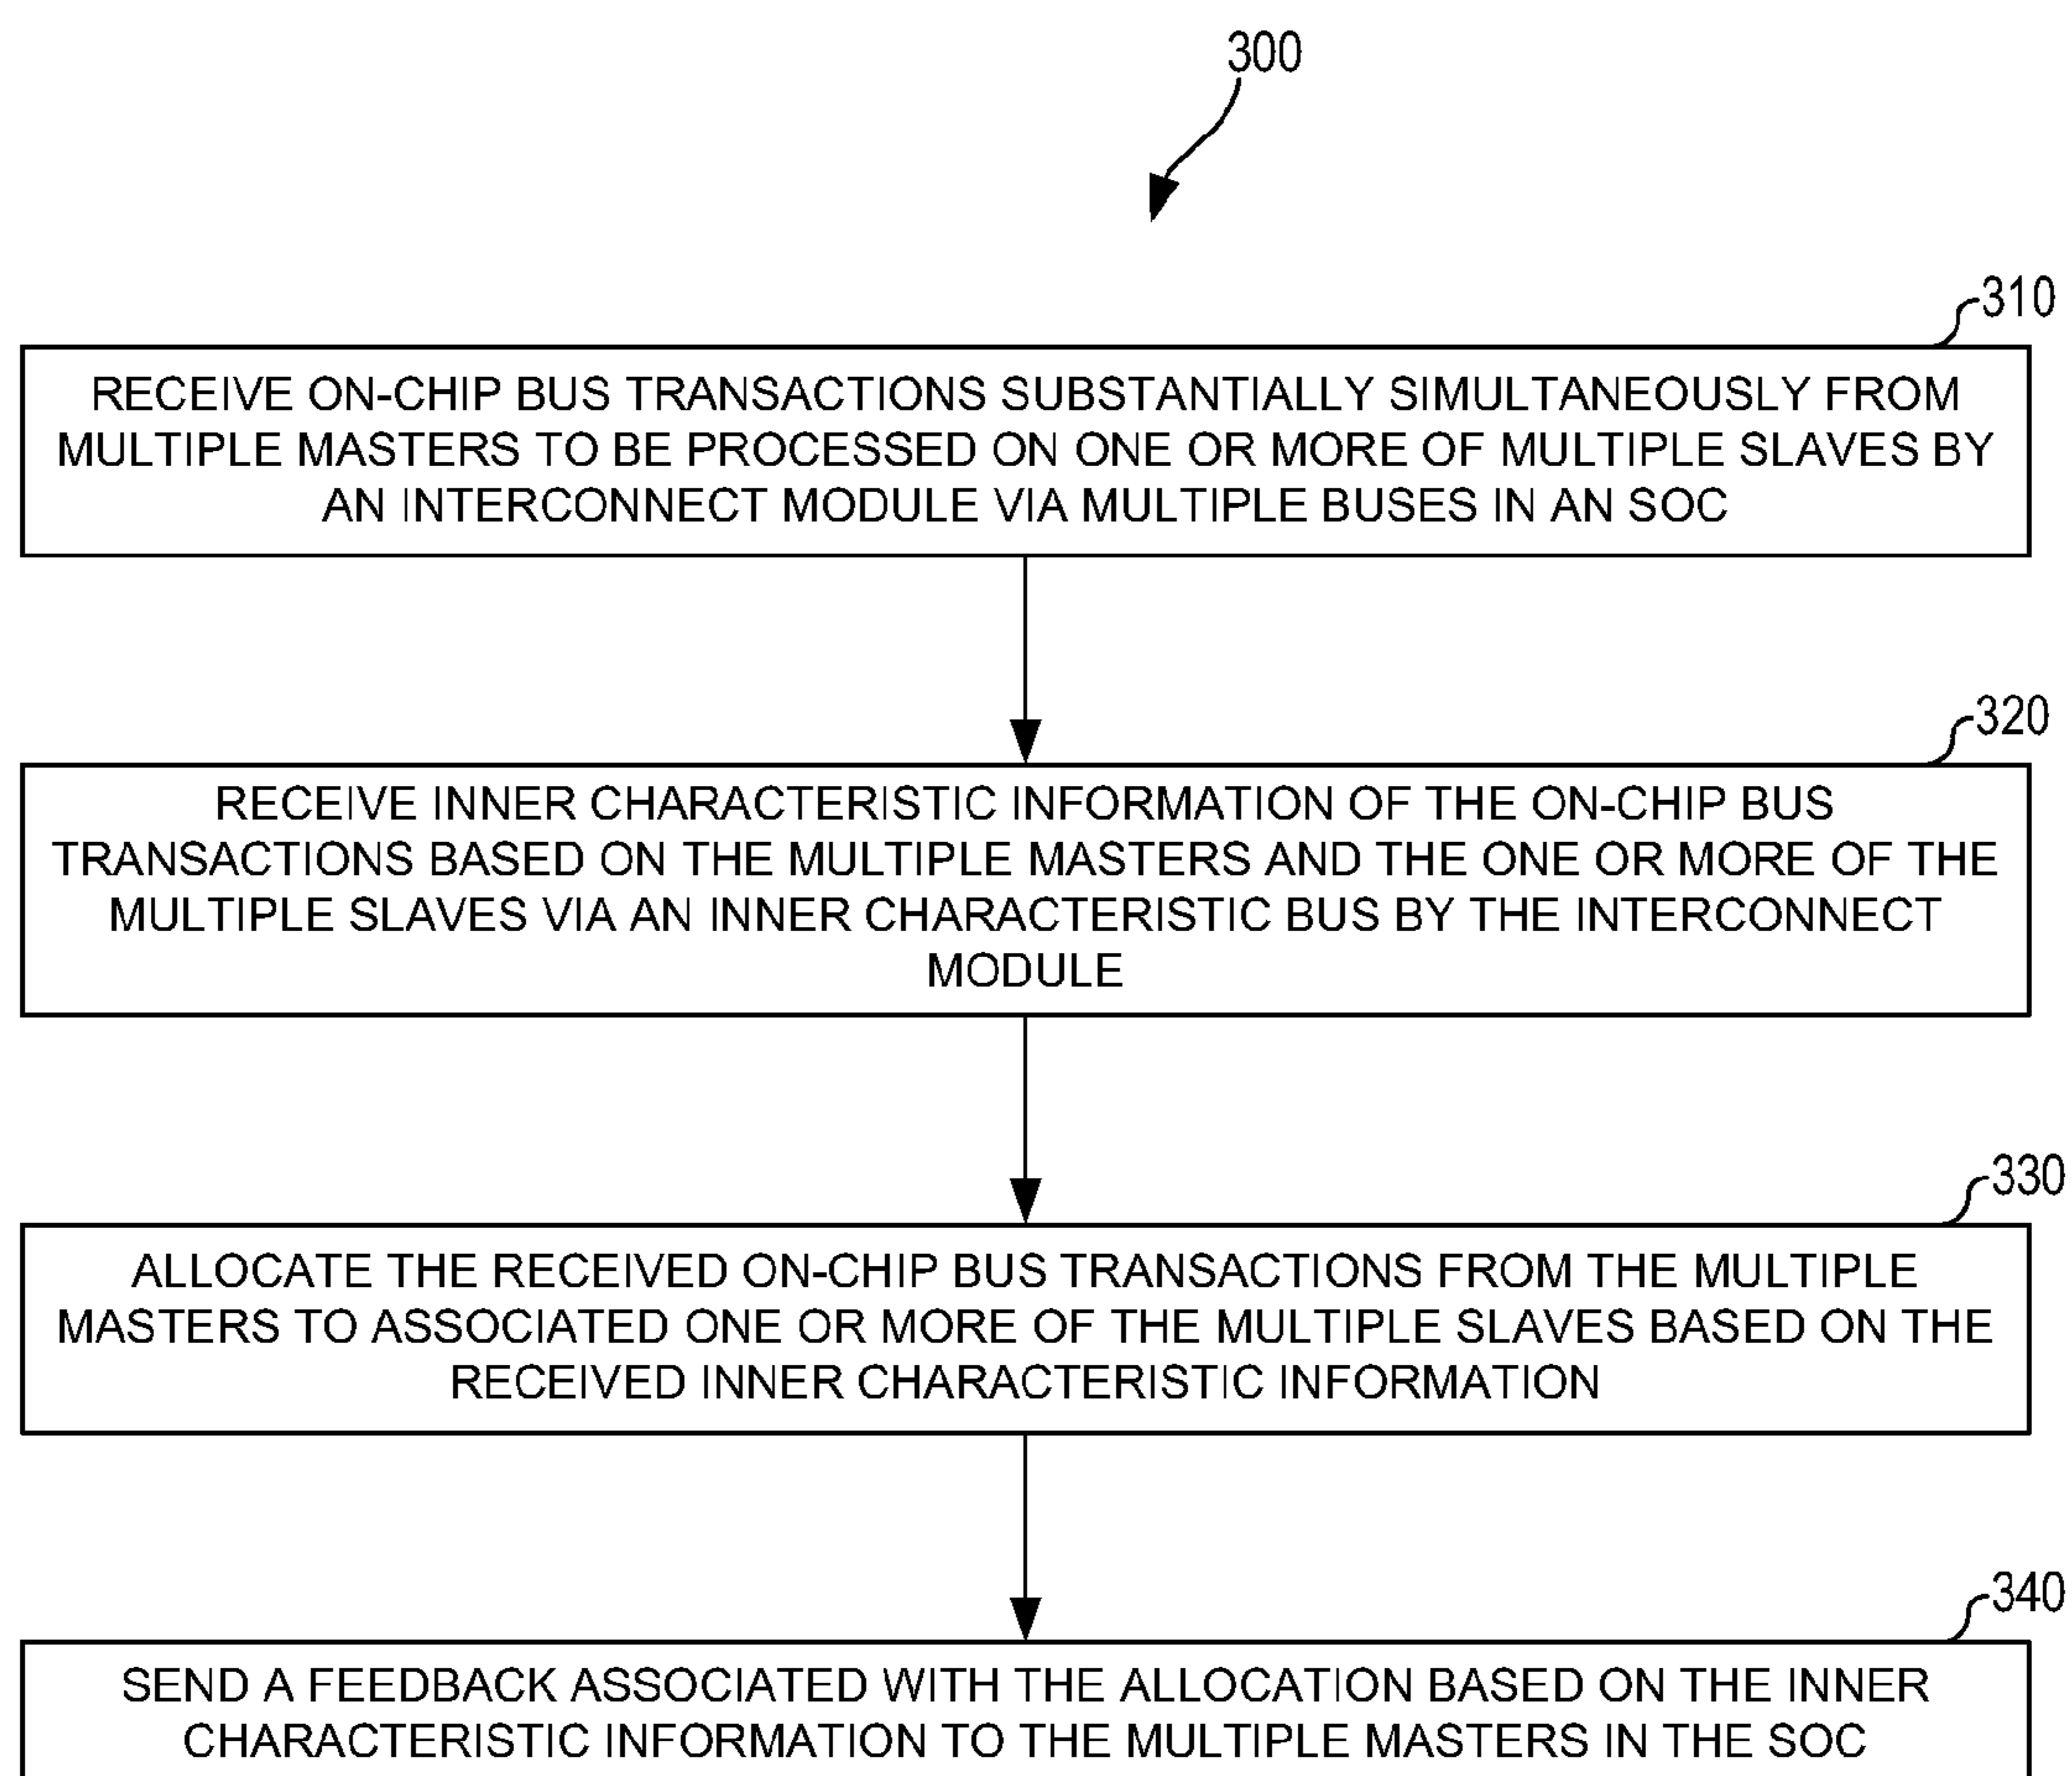 300
310
RECEIVE ON-CHIP BUS TRANSACTIONS SUBSTANTIALLY SIMULTANEOUSLY FROM
MULTIPLE MASTERS TO BE PROCESSED ON ONE OR MORE OF MULTIPLE SLAVES BY
AN INTERCONNECT MODULE VIA MULTIPLE BUSES IN AN SOC
320
RECEIVE INNER CHARACTERISTIC INFORMATION OF THE ON-CHIP BUS
TRANSACTIONS BASED ON THE MULTIPLE MASTERS AND THE ONE OR MORE OF THE
MULTIPLE SLAVES VIA AN INNER CHARACTERISTIC BUS BY THE INTERCONNECT
MODULE
330
ALLOCATE THE RECEIVED ON-CHIP BUS TRANSACTIONS FROM THE MULTIPLE
MASTERS TO ASSOCIATED ONE OR MORE OF THE MULTIPLE SLAVES BASED ON THE
RECEIVED INNER CHARACTERISTIC INFORMATION
340
SEND A FEEDBACK ASSOCIATED WITH THE ALLOCATION BASED ON THE INNER
CHARACTERISTIC INFORMATION TO THE MULTIPLE MASTERS IN THE SOC